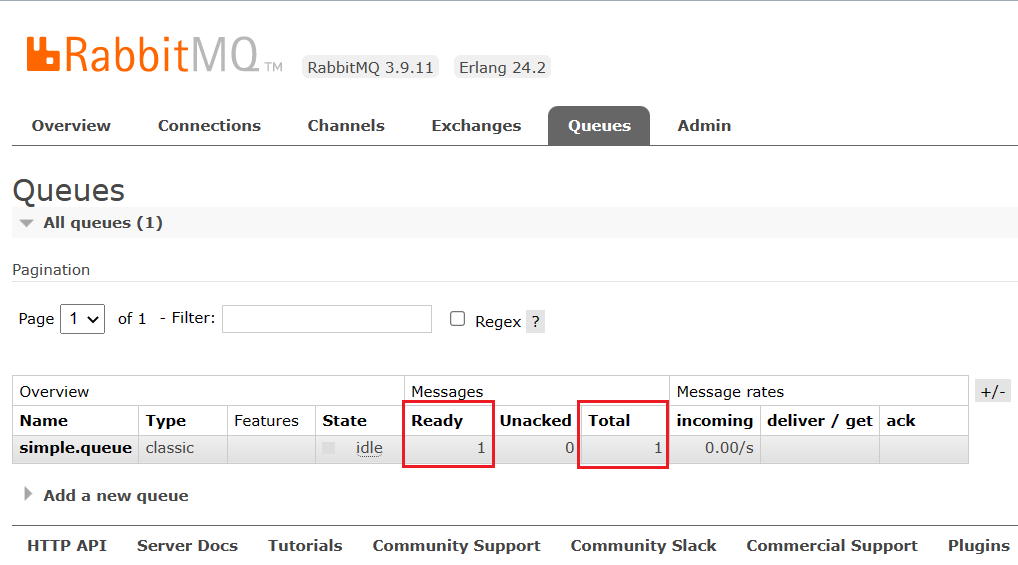 RabbitMQ TM RabbitMQ 3.9.11 Erlang 24.2
Overview Connections Channels Exchanges Queues Admin
Queues
All queues (1)
Pagination
Page 1 of 1 - Filter: Regex ?
Overview Messages Message rates +/-
Name Type Features State Ready Unacked Total incoming deliver / get ack
simple.queue classic idle 1 0 1 0.00/s
Add a new queue
HTTP API Server Docs Tutorials Community Support Community Slack Commercial Support Plugins